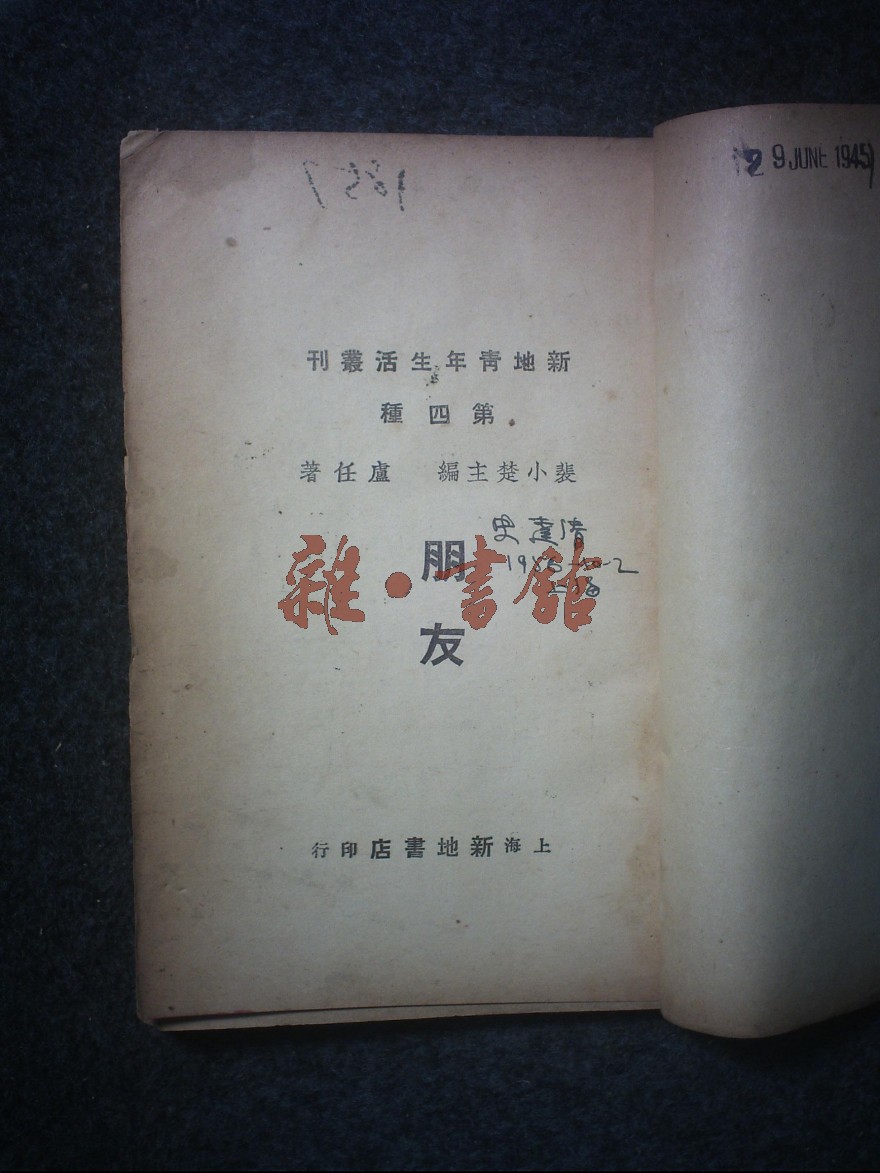 9 JUNE 1945
新地青年生活叢刊
第四種
裴小楚主編 盧任著
朋友
史建清
雜·書館
上海新地書店印行